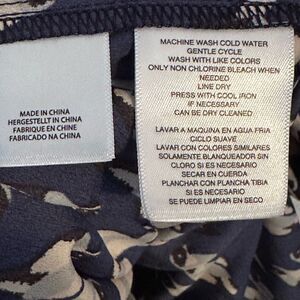 MADE IN CHINA
HERGESTELLT IN CHINA
FABRIQUE EN CHINE
FABRICADO NA CHINA
MACHINE WASH COLD WATER
GENTLE CYCLE
WASH WITH LIKE COLORS
ONLY NON CHLORINE BLEACH WHEN
NEEDED
LINE DRY
PRESS WITH COOL IRON
IF NECESSARY
CAN BE DRY CLEANED
LAVAR A MAQUINA EN AGUA FRIA
CICLO SUAVE
LAVAR CON COLORES SIMILARES
SOLAMENTE BLANQUEADOR SIN
CLORO SI ES NECESARIO
SECAR EN CUERDA
PLANCHAR CON PLANCHA TIBIA
SI ES NECESARIO
SE PUEDE LIMPIAR EN SECO